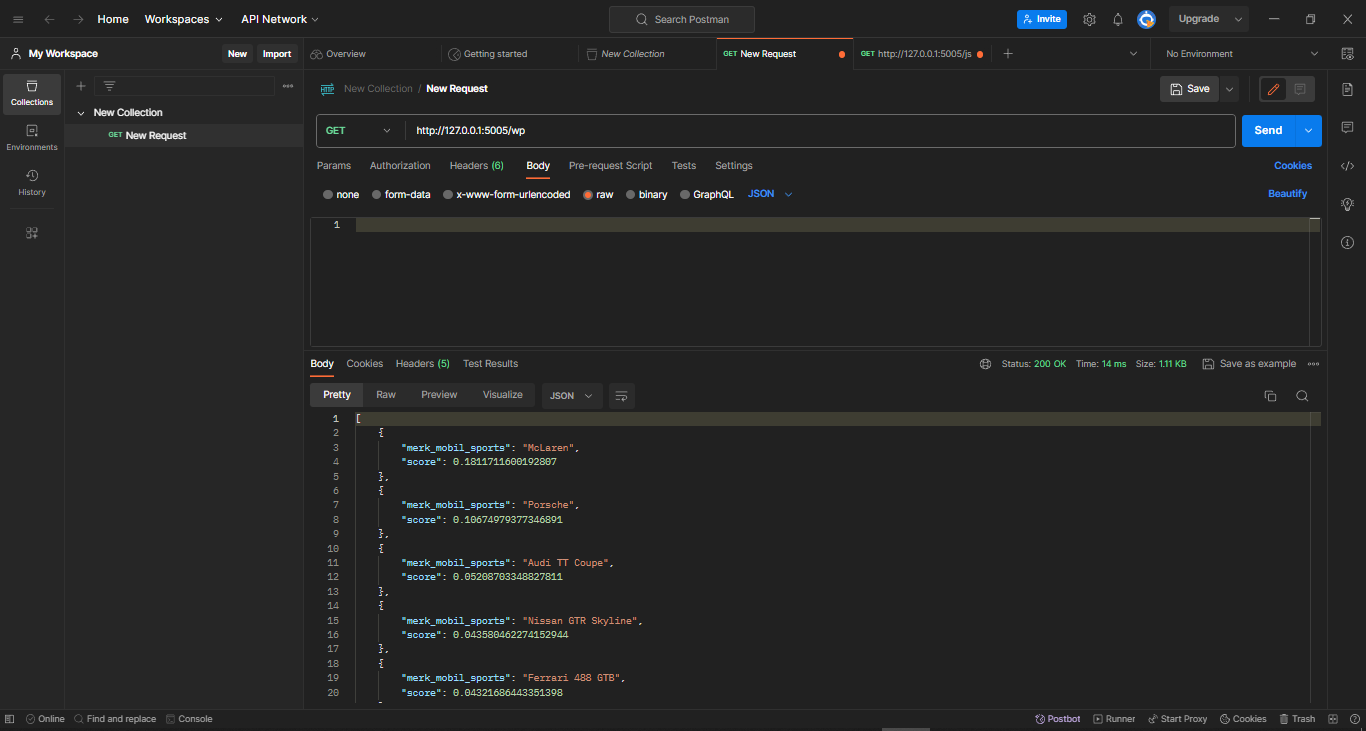 Home Workspaces API Network Search Postman Invite Upgrade
My Workspace New Import Overview Getting started New Collection GET New Request GET http://127.0.0.1:5005/js No Environment
Collections
Environments
History
New Collection
GET New Request
HTTP New Collection / New Request Save
GET http://127.0.0.1:5005/wp Send
Params Authorization Headers (6) Body Pre-request Script Tests Settings Cookies
none form-data x-www-form-urlencoded raw binary GraphQL JSON Beautify
1
Body Cookies Headers (5) Test Results Status: 200 OK Time: 14 ms Size: 1.11 KB Save as example
Pretty Raw Preview Visualize JSON
1 [
2 {
3 "merk_mobil_sports": "McLaren",
4 "score": 0.1811711600192807
5 },
6 {
7 "merk_mobil_sports": "Porsche",
8 "score": 0.10674979377346891
9 },
10 {
11 "merk_mobil_sports": "Audi TT Coupe",
12 "score": 0.05208703348827811
13 },
14 {
15 "merk_mobil_sports": "Nissan GTR Skyline",
16 "score": 0.043580462274152944
17 },
18 {
19 "merk_mobil_sports": "Ferrari 488 GTB",
20 "score": 0.04321686443351398
Online Find and replace Console Postbot Runner Start Proxy Cookies Trash